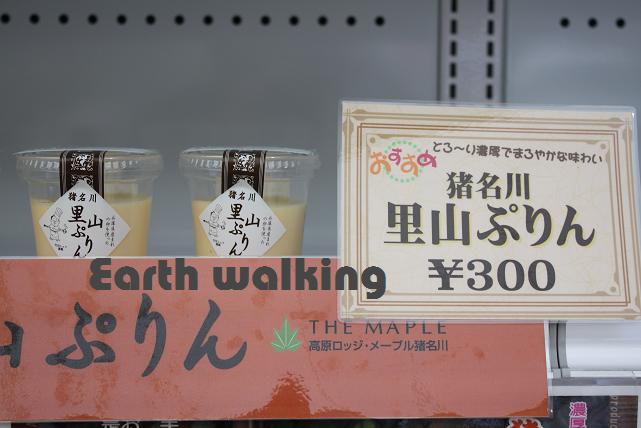 おすすめ
とろ～り濃厚でまろやかな味わい
猪名川
里山ぷりん
¥300
猪名川
里山ぷりん
猪名川
里山ぷりん
Earth walking
山ぷりん
THE MAPLE
高原ロッジ・メープル猪名川
濃厚